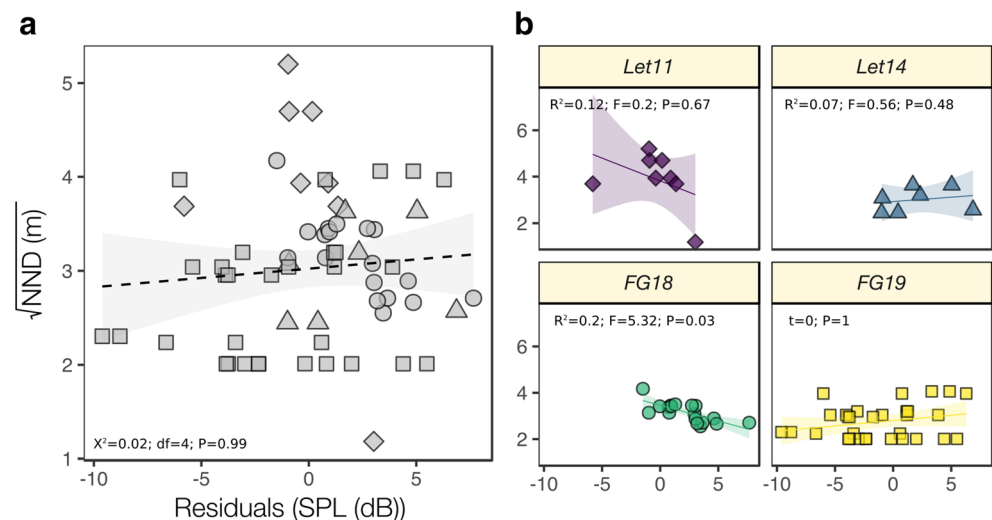 a
√NND (m)
5
4
3
2
1
X²=0.02; df=4; P=0.99
-10
-5
0
5
Residuals (SPL (dB))
b
Let11
Let14
R²=0.12; F=0.2; P=0.67
R²=0.07; F=0.56; P=0.48
6
4
2
FG18
FG19
R²=0.2; F=5.32; P=0.03
t=0; P=1
6
4
2
-10
-5
0
5
-10
-5
0
5